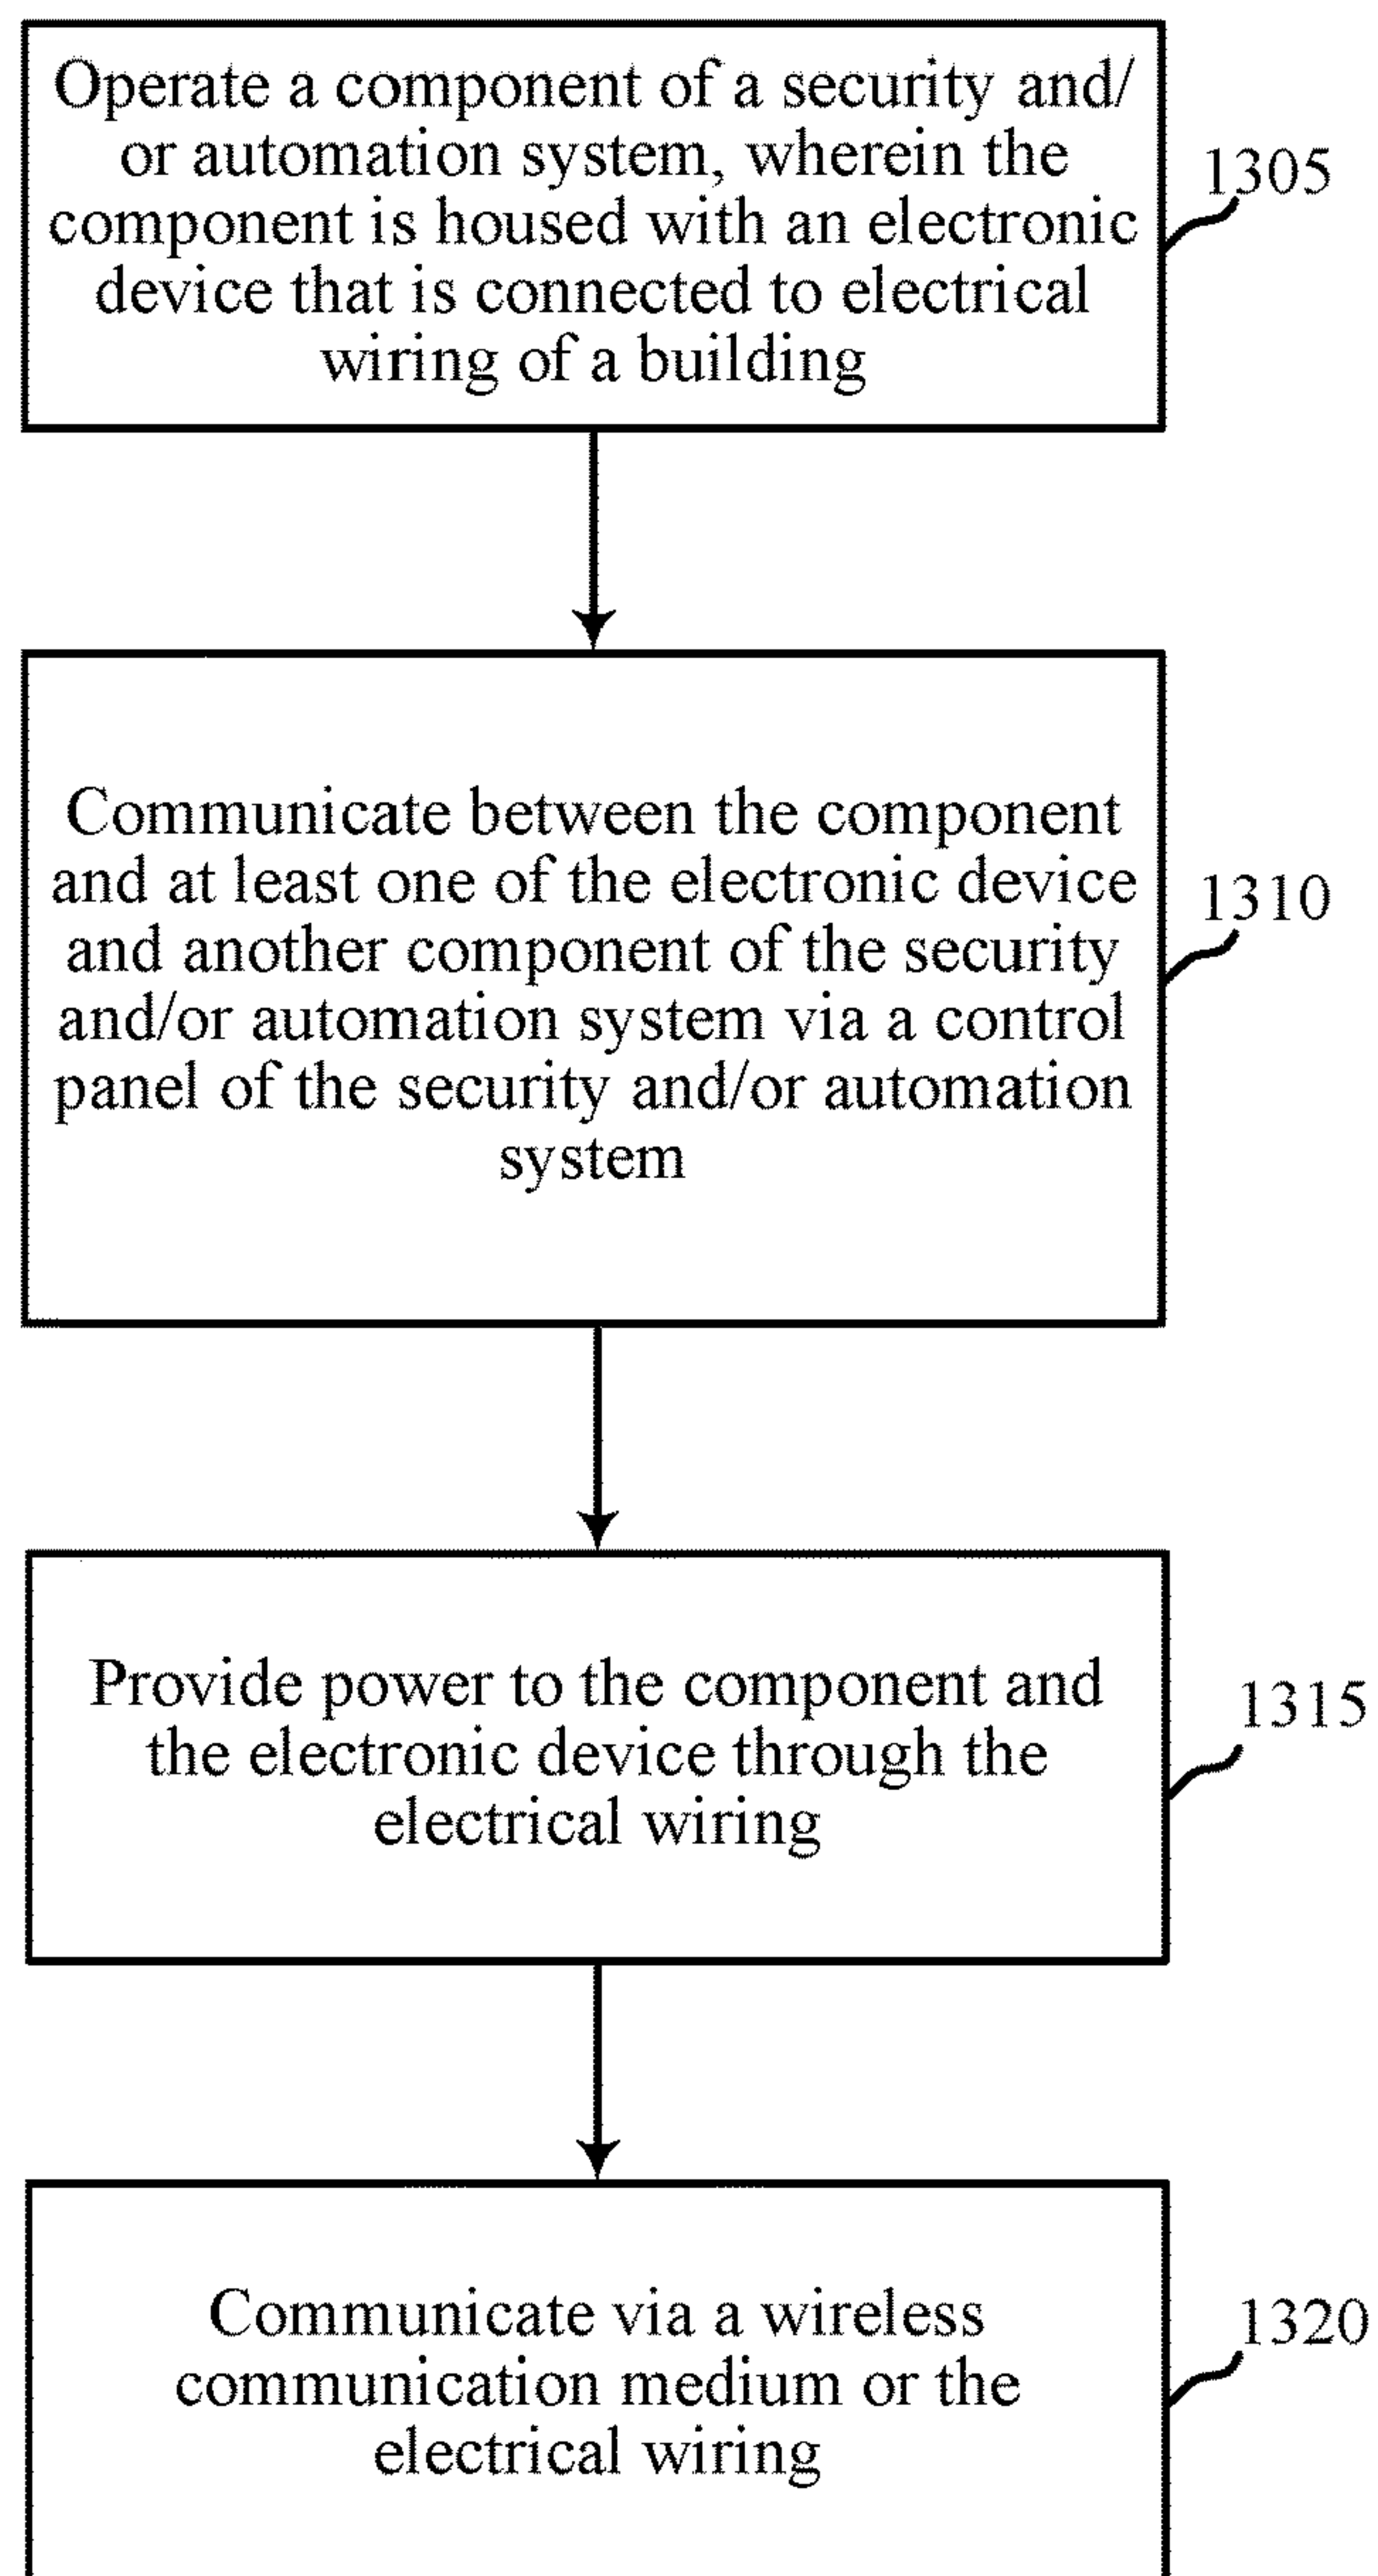 Operate a component of a security and/
or automation system, wherein the
component is housed with an electronic
device that is connected to electrical
wiring of a building
1305
Communicate between the component
and at least one of the electronic device
and another component of the security
and/or automation system via a control
panel of the security and/or automation
system
1310
Provide power to the component and
the electronic device through the
electrical wiring
1315
Communicate via a wireless
communication medium or the
electrical wiring
1320